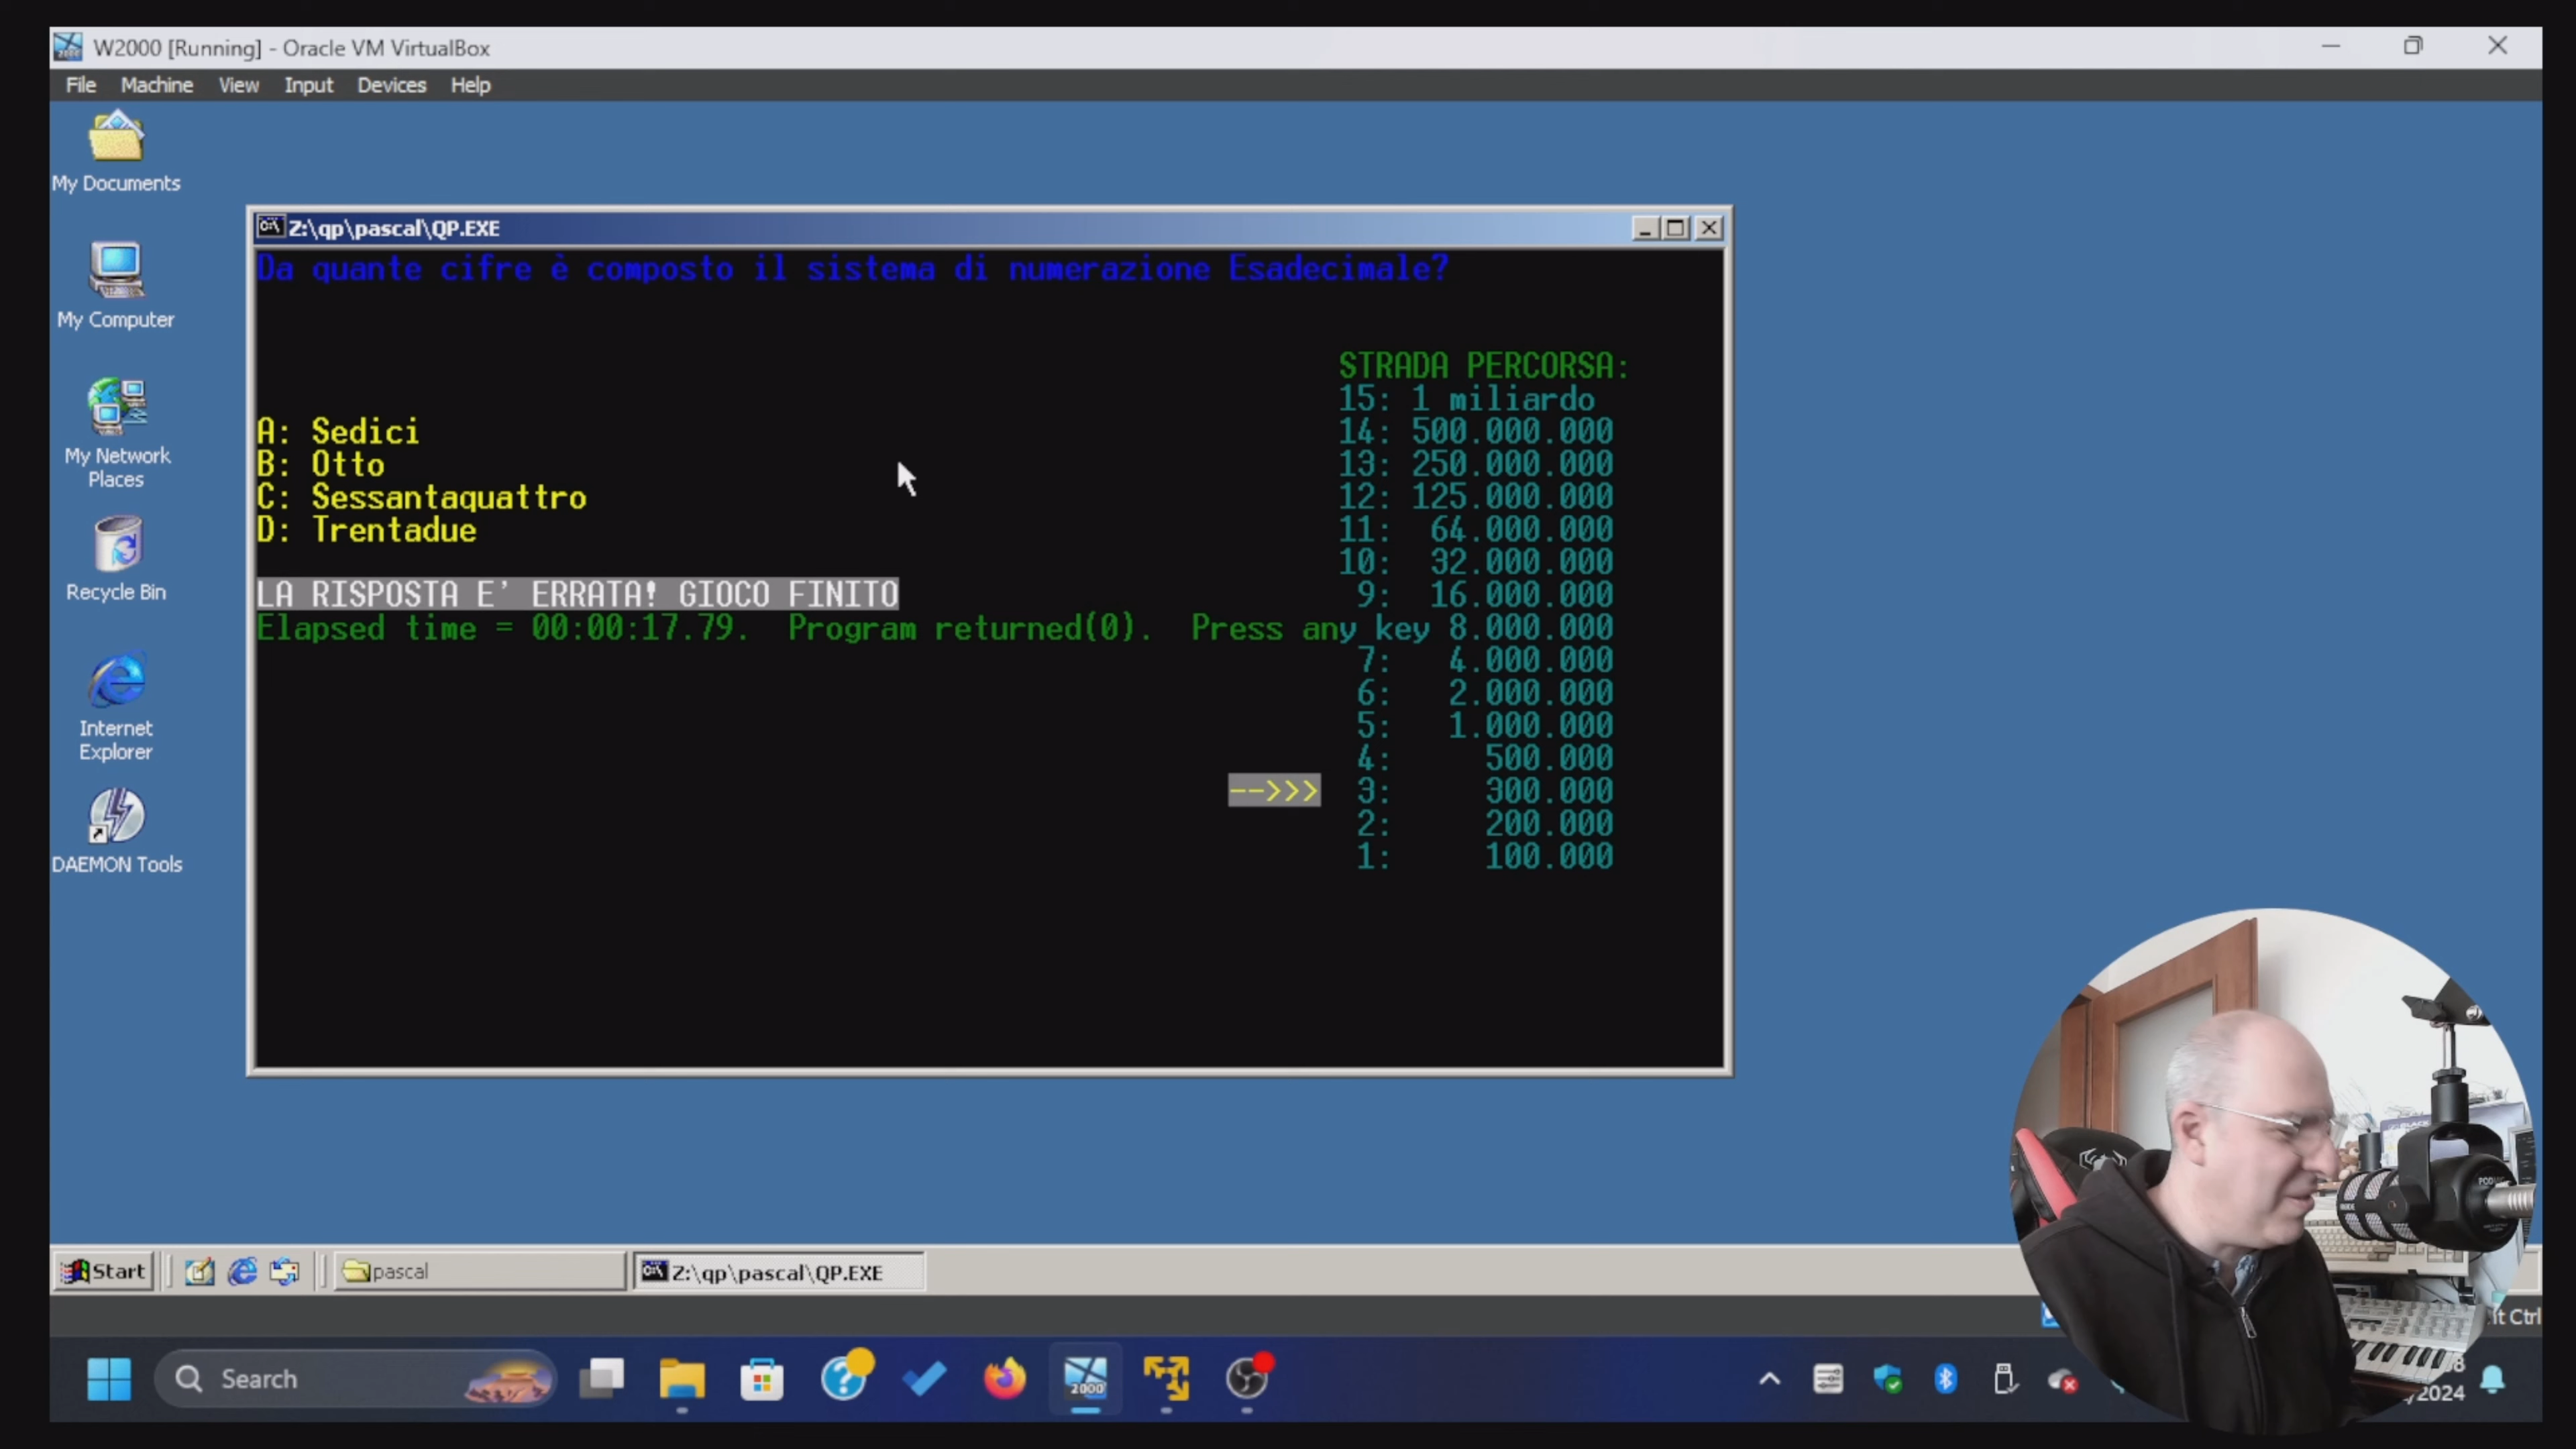 W2000 [Running] - Oracle VM VirtualBox
File Machine View Input Devices Help
My Documents
My Computer
My Network
Places
Recycle Bin
Internet
Explorer
DAEMON Tools
Z:\qp\pascal\QP.EXE
Da quante cifre è composto il sistema di numerazione Esadecimale?
A: Sedici
B: Otto
C: Sessantaquattro
D: Trentadue
LA RISPOSTA E' ERRATA! GIOCO FINITO
Elapsed time = 00:00:17.79. Program returned(0). Press any key 8.000.000
STRADA PERCORSA:
15: 1 miliardo
14: 500.000.000
13: 250.000.000
12: 125.000.000
11: 64.000.000
10: 32.000.000
9: 16.000.000
7: 4.000.000
6: 2.000.000
5: 1.000.000
4: 500.000
-->>> 3: 300.000
2: 200.000
1: 100.000
Start pascal Z:\qp\pascal\QP.EXE
Ctrl
Search
2000
/2024